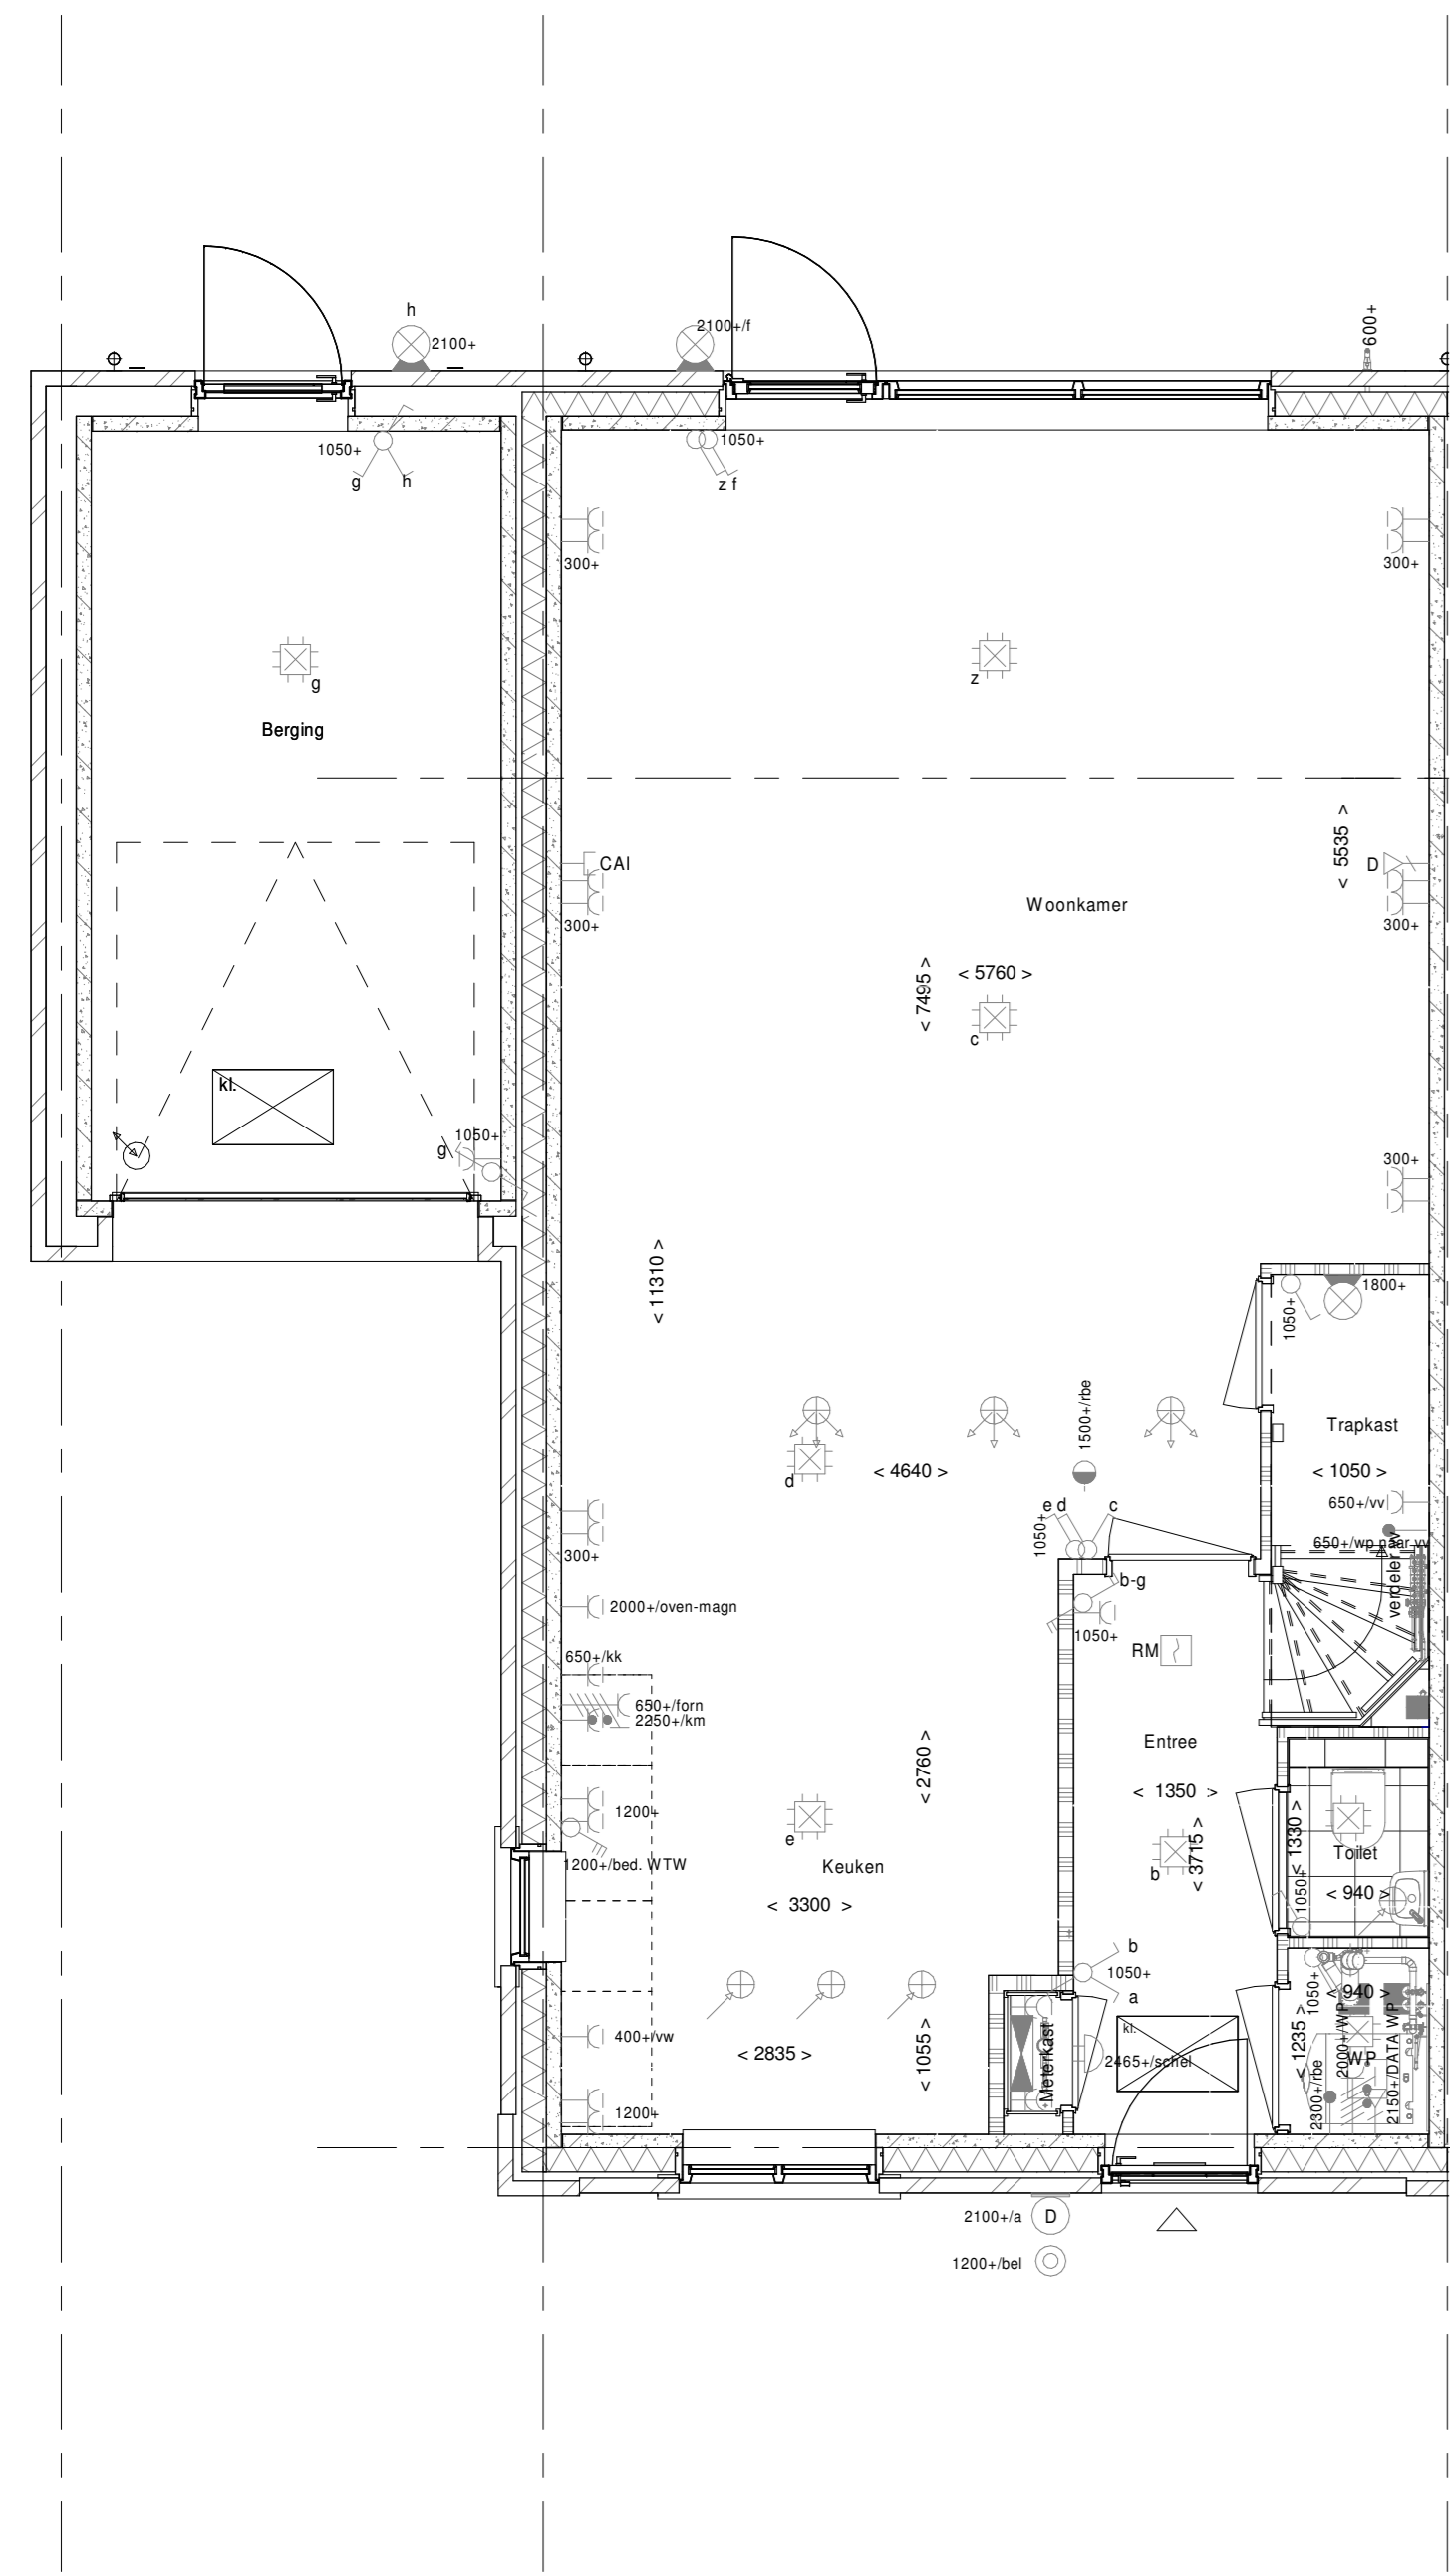 h
2100+
2100+/f
600+
1050+
g
h
1050+
z f
300+
300+
g
z
Berging
< 5535 >
CAI
D
Woonkamer
300+
300+
< 7495 >
< 5760 >
c
kl.
1050+
g
300+
< 11310 >
1050+
1800+
Trapkast
1500+/rbe
< 4640 >
< 1050 >
d
650+/vv
e d
c
1050+
650+/wp naar vv
300+
verdeler vv
b-g
2000+/oven-magn
1050+
RM
650+/kk
650+/forn
2250+/km
Entree
< 2760 >
< 1350 >
1200+
e
< 1330 >
< 3715 >
Toilet
1200+/bed. WTW
Keuken
b
< 940 >
1050+
< 3300 >
b
1050+
a
1050+
< 940 >
kl.
400+/vw
< 2835 >
< 1055 >
Meterkast
2465+/schel
< 1235 >
2000+/WP
WP
2300+/rbe
2150+/DATA WP
1200+
2100+/a
D
1200+/bel